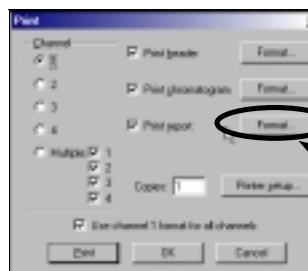 Print
Channel
1
Print header
Format...
2
Print chromatogram
Format...
3
4
Print report
Format...
Multiple
1
2
3
4
Copies: 1
Printer setup...
Use channel 1 format for all channels
Print
OK
Cancel